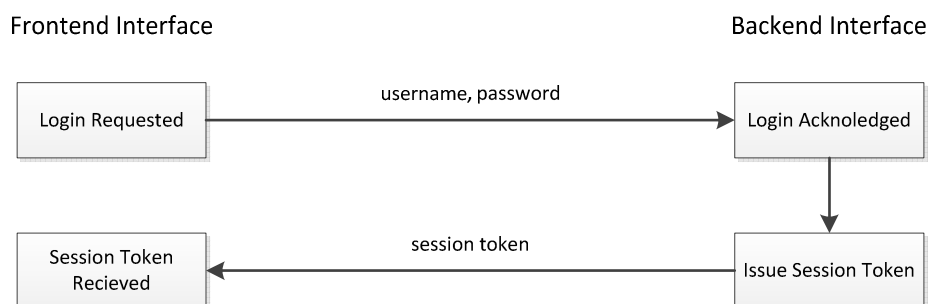 Frontend Interface
Backend Interface
username, password
Login Requested
Login Acknoledged
session token
Session Token
Recieved
Issue Session Token